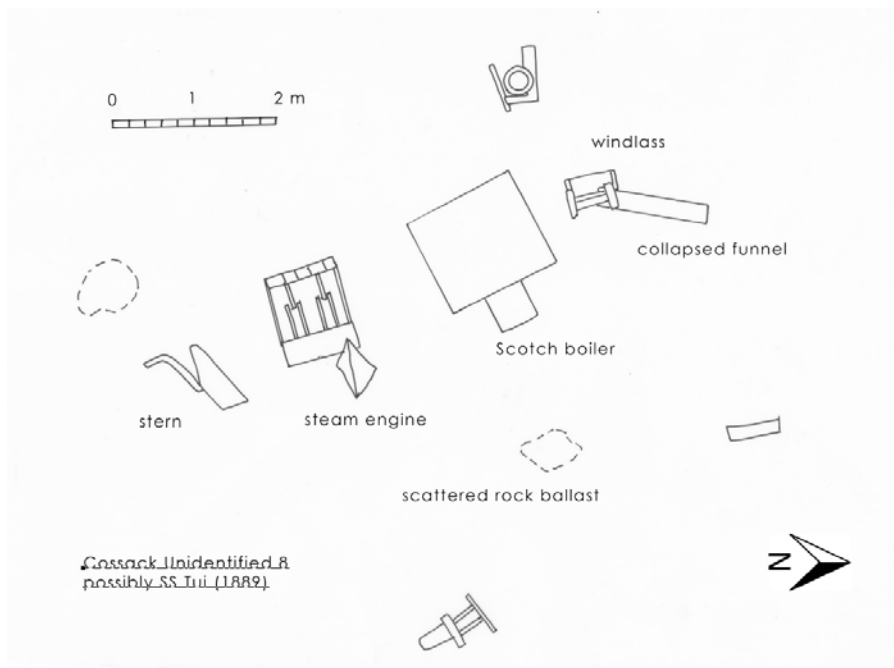 0 1 2 m
windlass
collapsed funnel
Scotch boiler
stern
steam engine
scattered rock ballast
Cossack Unidentified 8
possibly SS Tui (1889)
N